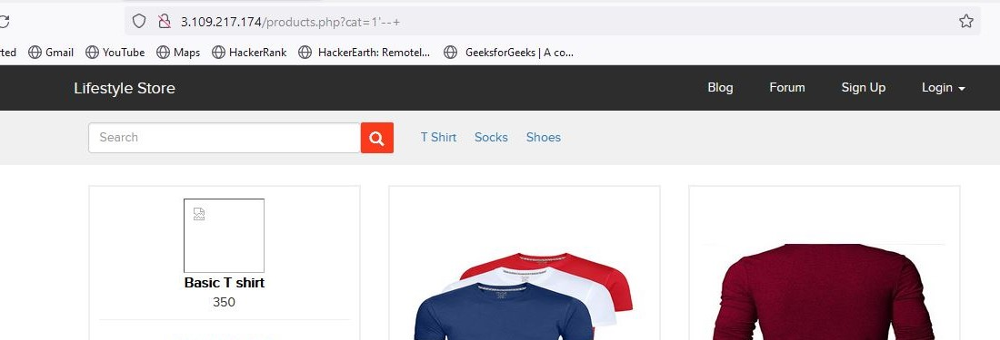 3.109.217.174/products.php?cat=1'--+
rted Gmail YouTube Maps HackerRank HackerEarth: Remotel... GeeksforGeeks | A co...
Lifestyle Store Blog Forum Sign Up Login
Search T Shirt Socks Shoes
Basic T shirt
350